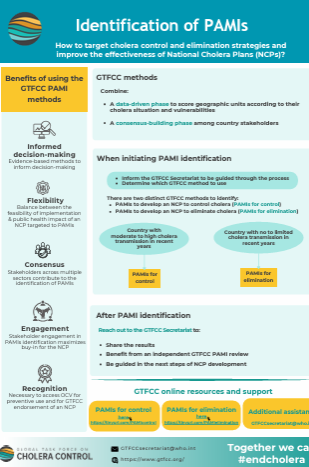 Identification of PAMIs
How to target cholera control and elimination strategies and
improve the effectiveness of National Cholera Plans (NCPs)?
Benefits of using the
GTFCC PAMI
methods
Informed
decision-making
Evidence-based methods to
inform decision-making
Flexibility
Balance between the
feasibility of implementation
& public health impact of an
NCP targeted to PAMIs
Consensus
Stakeholders across multiple
sectors contribute to the
identification of PAMIs
Engagement
Stakeholder engagement in
PAMIs identification maximizes
buy-in for the NCP
Recognition
Necessary to access OCV for
preventive use and for GTFCC
endorsement of an NCP
GTFCC methods
Combine:
• A data-driven phase to score geographic units according to their
cholera situation and vulnerabilities
• A consensus-building phase among country stakeholders
When initiating PAMI identification
• Inform the GTFCC Secretariat to be guided through the process
• Determine which GTFCC method to use
There are two distinct GTFCC methods to identify:
• PAMIs to develop an NCP to control cholera (PAMIs for control)
• PAMIs to develop an NCP to eliminate cholera (PAMIs for elimination)
Country with
moderate to high cholera
transmission in recent
years
Country with no to limited
cholera transmission in
recent years
PAMIs for
control
PAMIs for
elimination
After PAMI identification
Reach out to the GTFCC Secretariat to:
• Share the results
• Benefit from an independent GTFCC PAMI review
• Be guided in the next steps of NCP development
GTFCC online resources and support
PAMIs for control
PAMIs for elimination
Additional assistan
GTFCCsecretariat@who.int
GLOBAL TASK FORCE ON
CHOLERA CONTROL
GTFCCsecretariat@who.int
https://www.gtfcc.org/
Together we ca
#endcholera